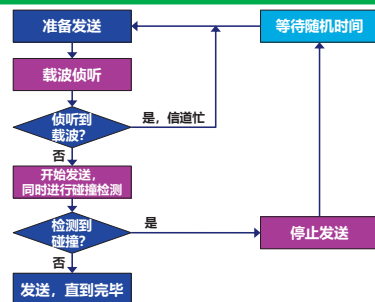 准备发送
等待随机时间
载波侦听
侦听到
载波?
是，信道忙
否
开始发送，
同时进行碰撞检测
检测到
碰撞?
是
停止发送
否
发送，直到完毕